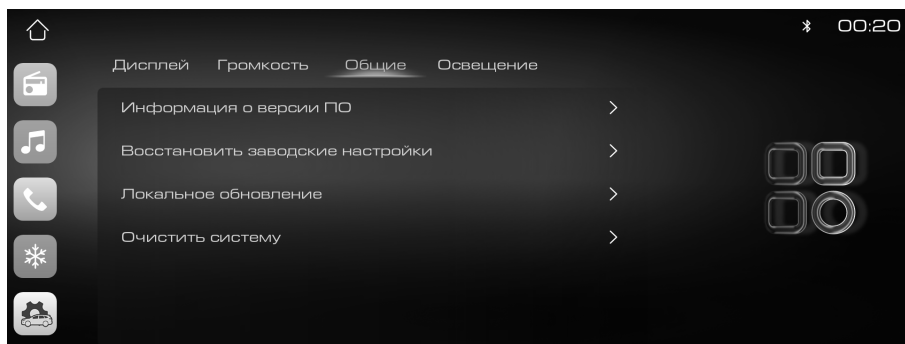 00:20
Дисплей Громкость Общие Освещение
Информация о версии ПО
Восстановить заводские настройки
Локальное обновление
Очистить систему